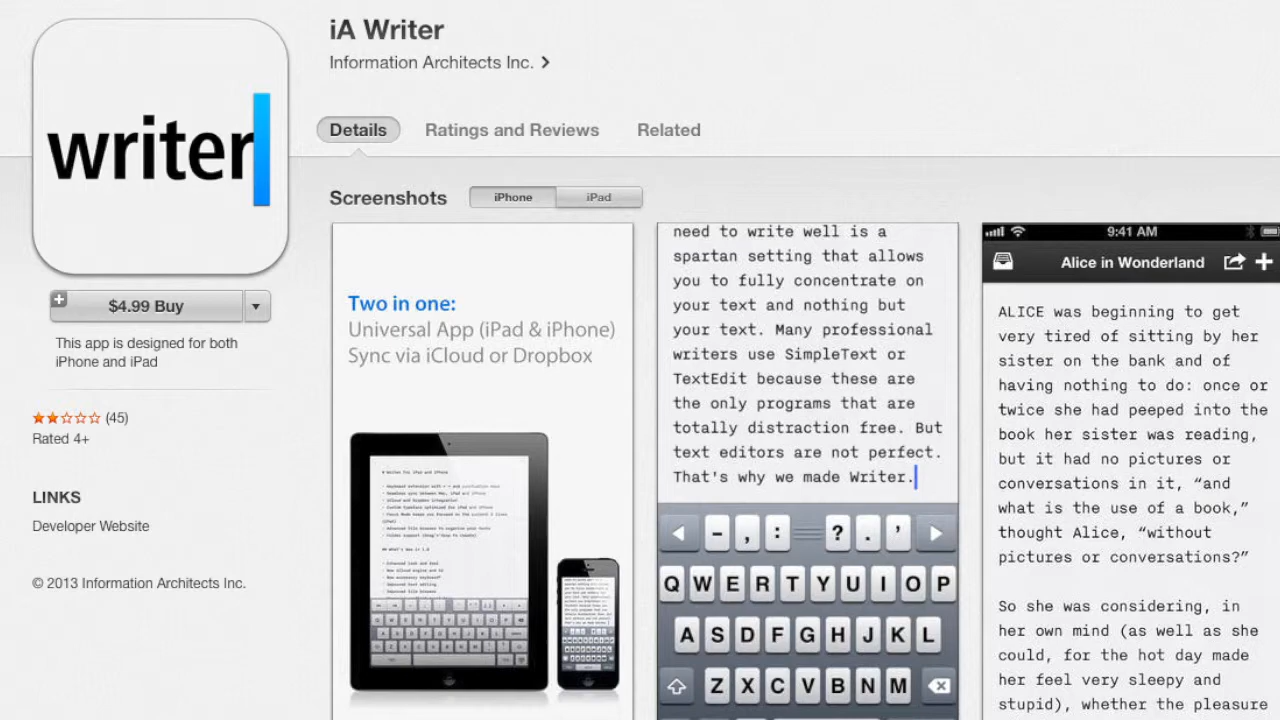 iA Writer
Information Architects Inc.
Details
Ratings and Reviews
Related
writer
$4.99 Buy
This app is designed for both
iPhone and iPad
(45)
Rated 4+
LINKS
Developer Website
© 2013 Information Architects Inc.
Screenshots
iPhone
iPad
Two in one:
Universal App (iPad & iPhone)
Sync via iCloud or Dropbox
need to write well is a
spartan setting that allows
you to fully concentrate on
your text and nothing but
your text. Many professional
writers use SimpleText or
TextEdit because these are
the only programs that are
totally distraction free. But
text editors are not perfect.
That's why we made Writer.
- , : ? . '
Q W E R T Y U I O P
A S D F G H J K L
Z X C V B N M
9:41 AM
Alice in Wonderland
ALICE was beginning to get
very tired of sitting by her
sister on the bank and of
having nothing to do: once or
twice she had peeped into the
book her sister was reading,
but it had no pictures or
conversations in it, “and
what is the use of a book,”
thought Alice, “without
pictures or conversations?”
So she was considering, in
her own mind (as well as she
could, for the hot day made
her feel very sleepy and
stupid), whether the pleasure